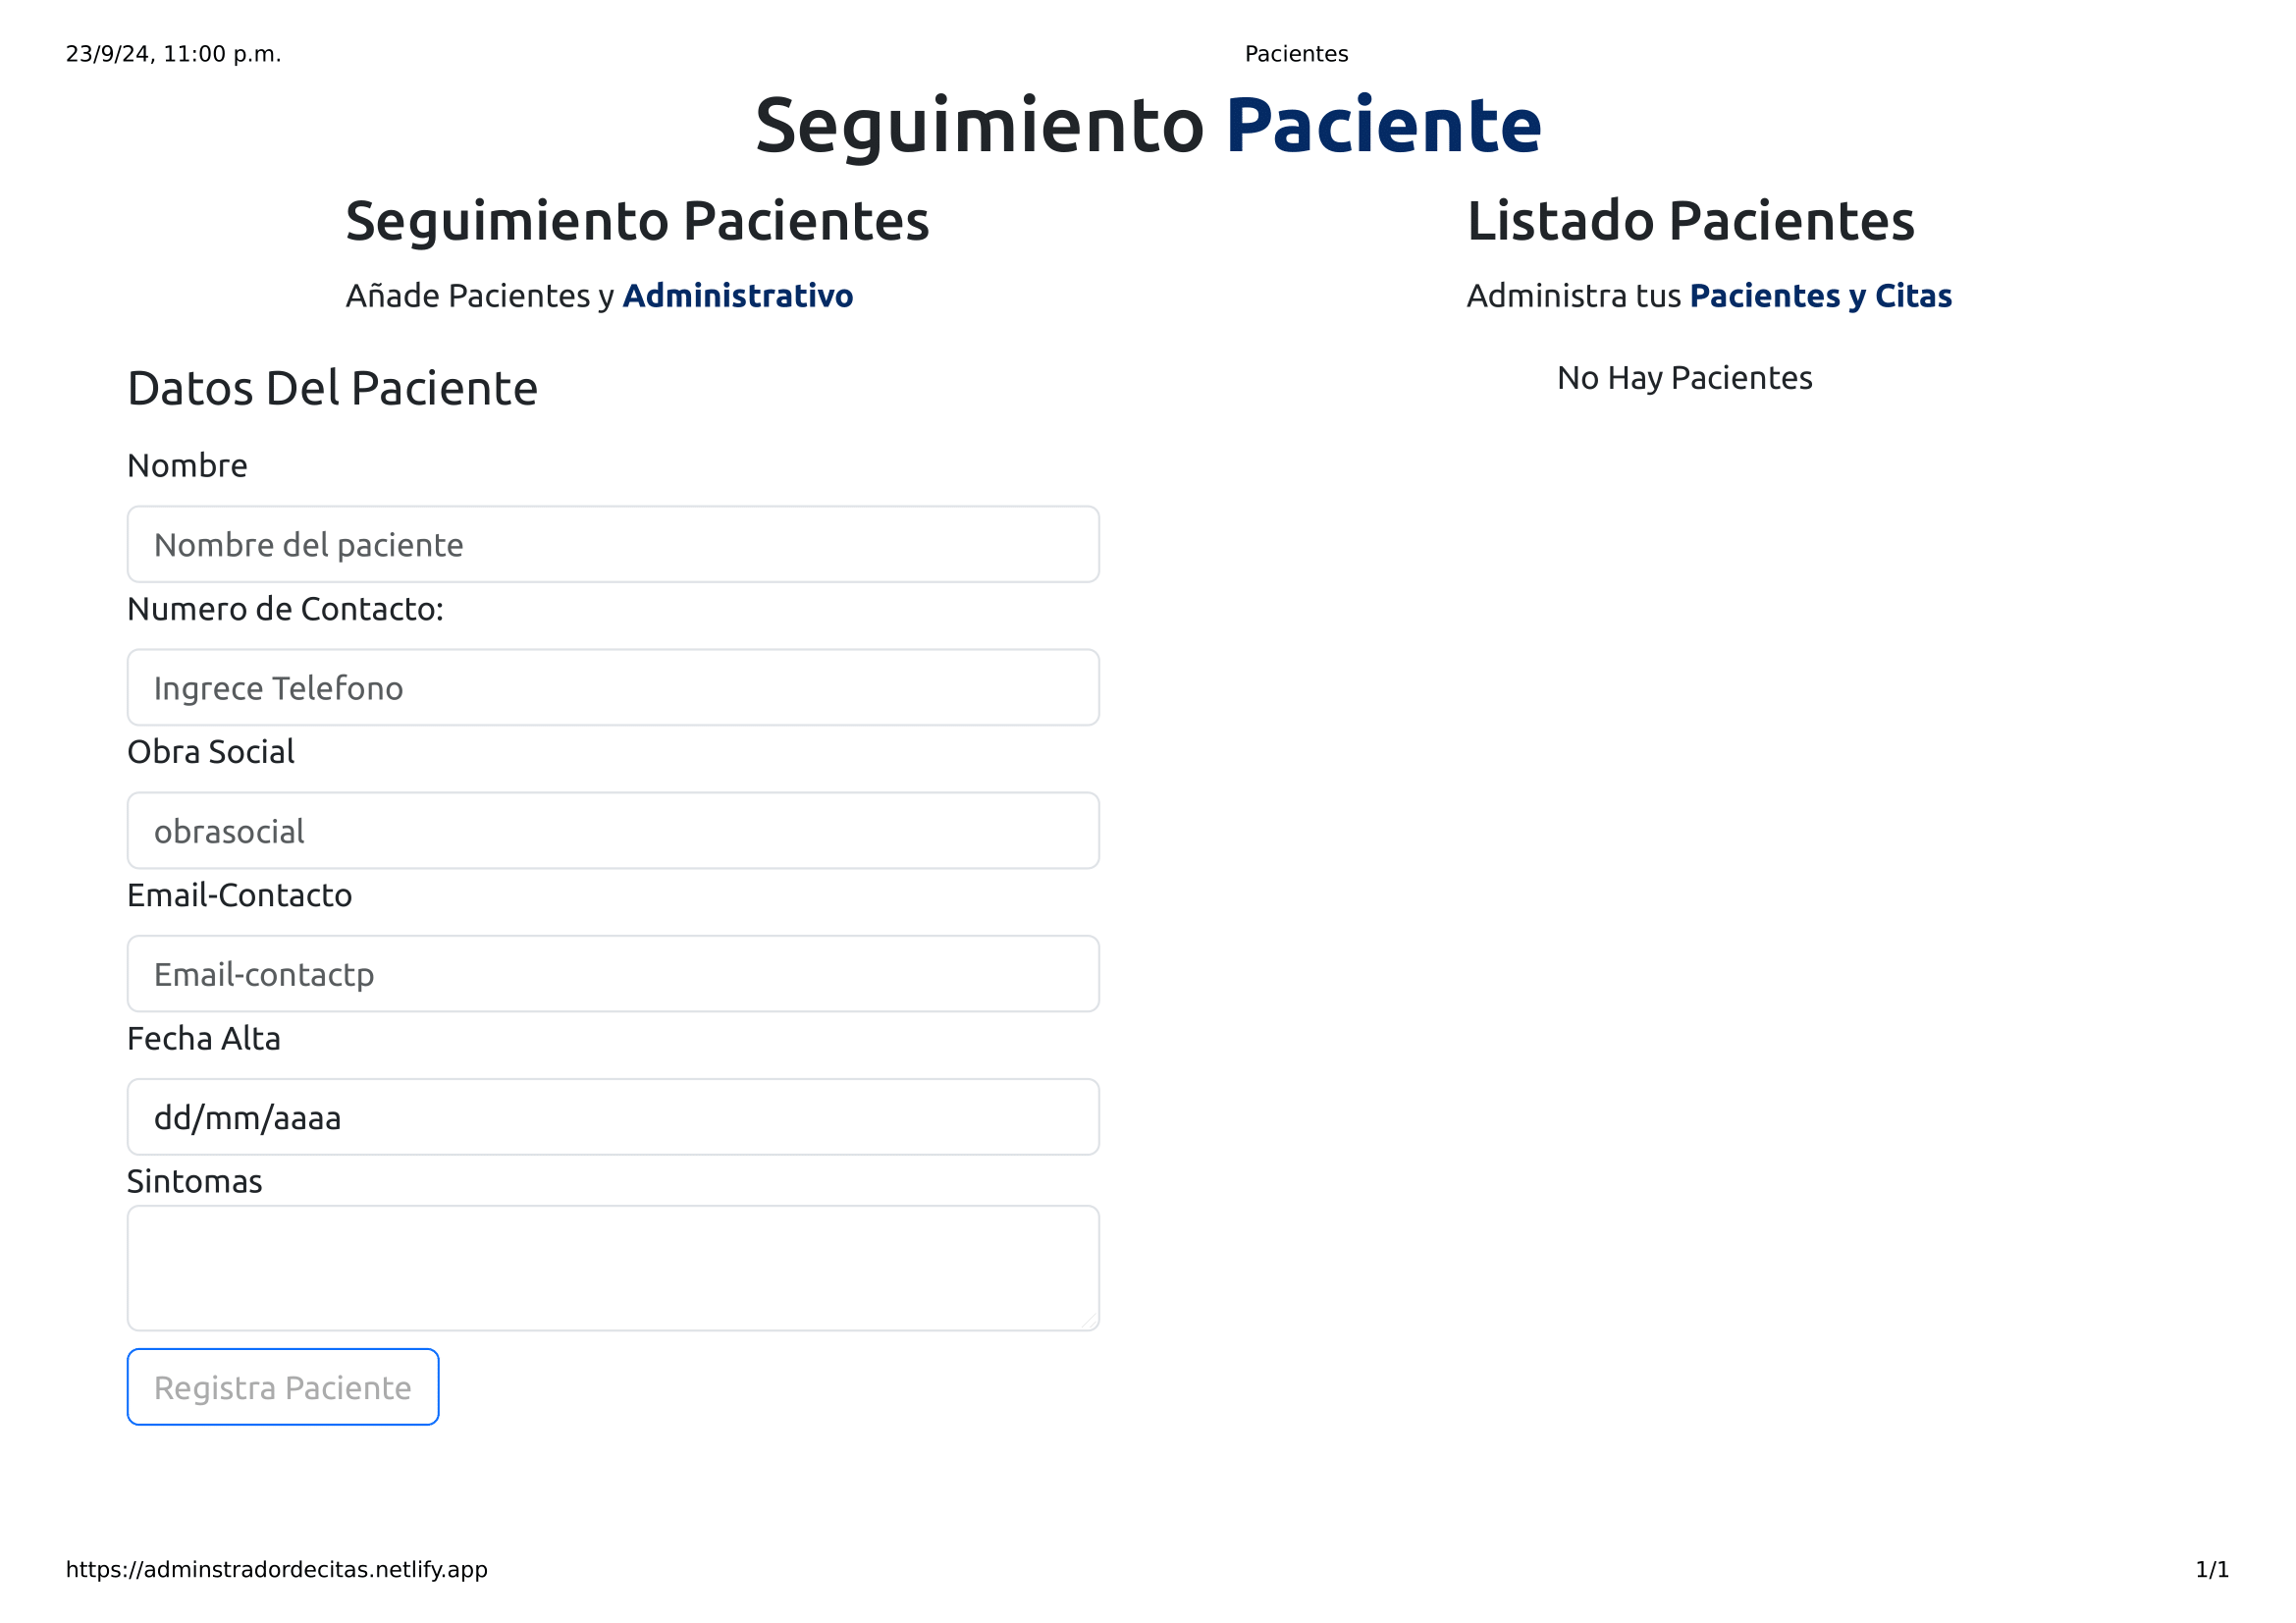 23/9/24, 11:00 p.m.
Pacientes
Seguimiento Paciente
Seguimiento Pacientes
Añade Pacientes y Administrativo
Datos Del Paciente
Nombre
Nombre del paciente
Numero de Contacto:
Ingrece Telefono
Obra Social
obrasocial
Email-Contacto
Email-contactp
Fecha Alta
dd/mm/aaaa
Sintomas
Registra Paciente
Listado Pacientes
Administra tus Pacientes y Citas
No Hay Pacientes
https://adminstradordecitas.netlify.app
1/1